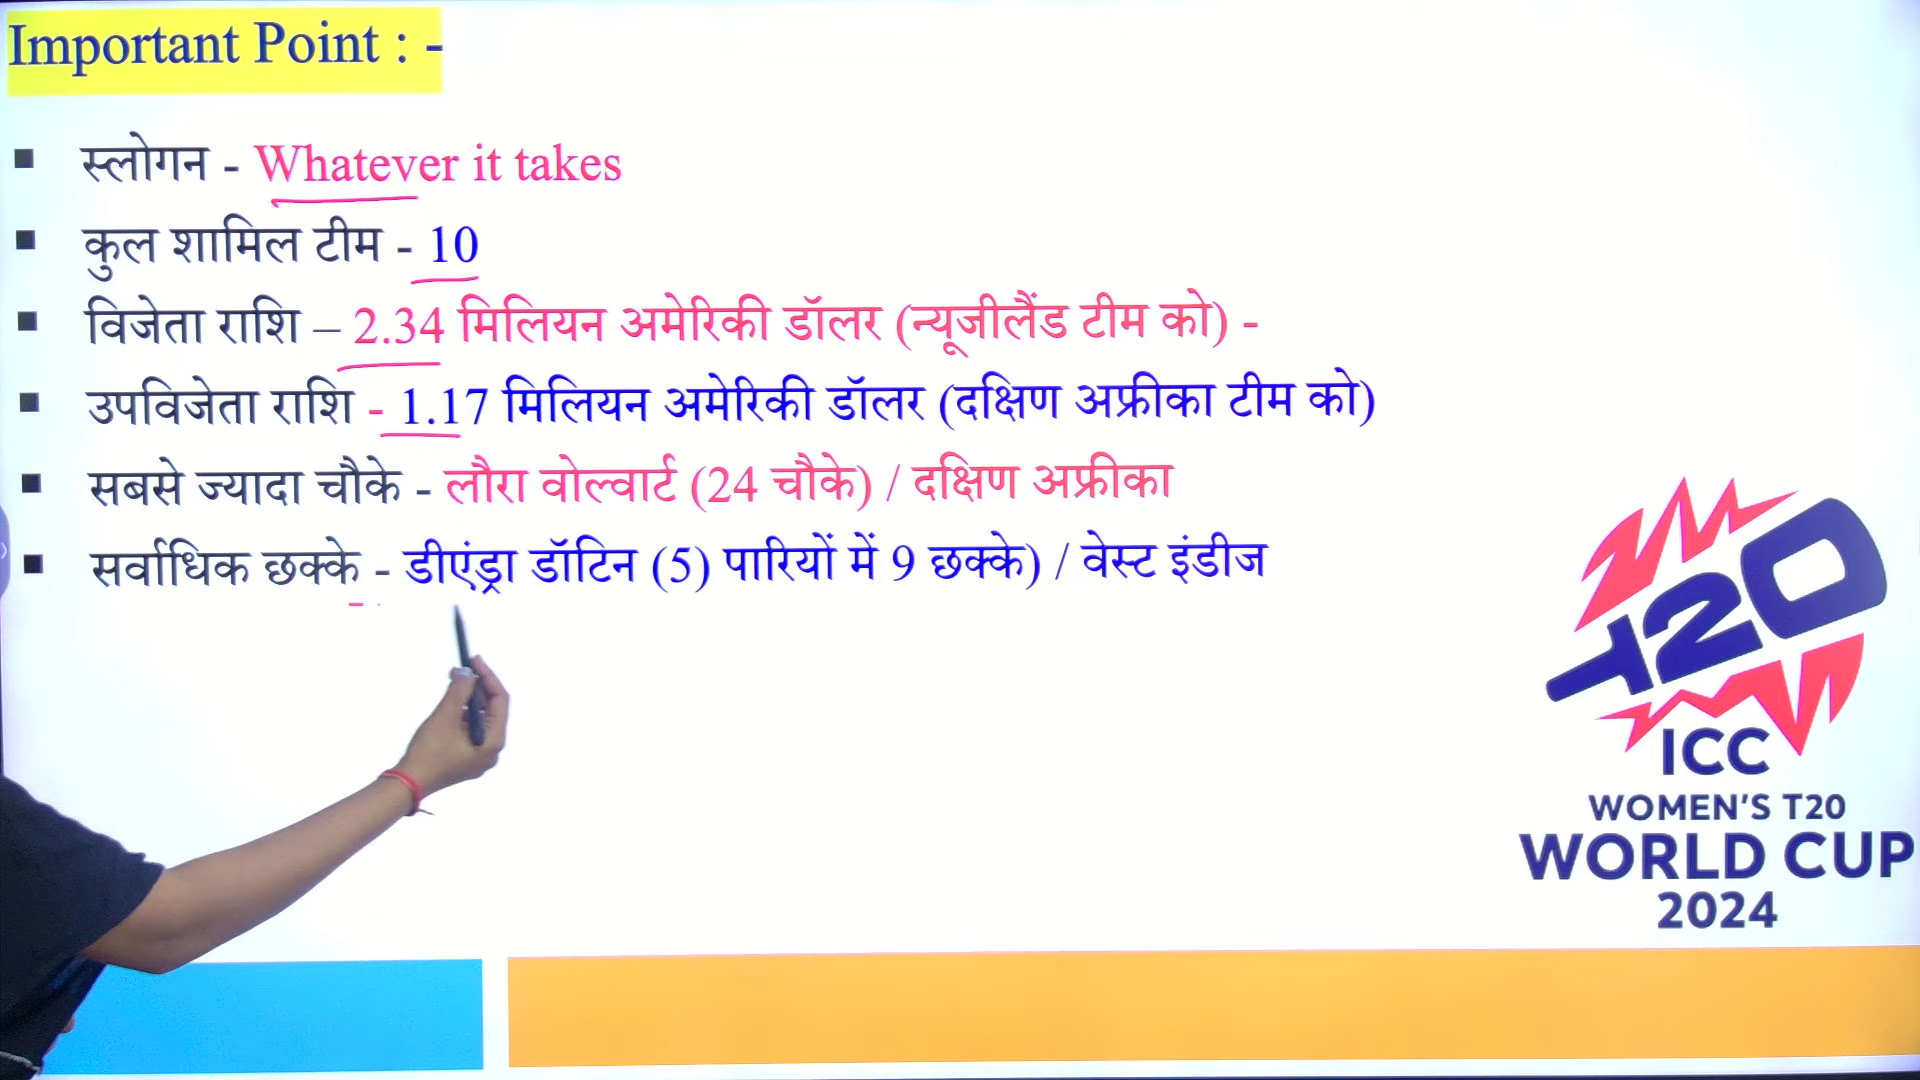 Important Point : -
▪ स्लोगन - Whatever it takes
▪ कुल शामिल टीम - 10
▪ विजेता राशि – 2.34 मिलियन अमेरिकी डॉलर (न्यूजीलैंड टीम को) -
▪ उपविजेता राशि - 1.17 मिलियन अमेरिकी डॉलर (दक्षिण अफ्रीका टीम को)
▪ सबसे ज्यादा चौके - लौरा वोल्वार्ट (24 चौके) / दक्षिण अफ्रीका
▪ सर्वाधिक छक्के - डीएंड्रा डॉटिन (5) पारियों में 9 छक्के) / वेस्ट इंडीज
T20
ICC
WOMEN'S T20
WORLD CUP
2024